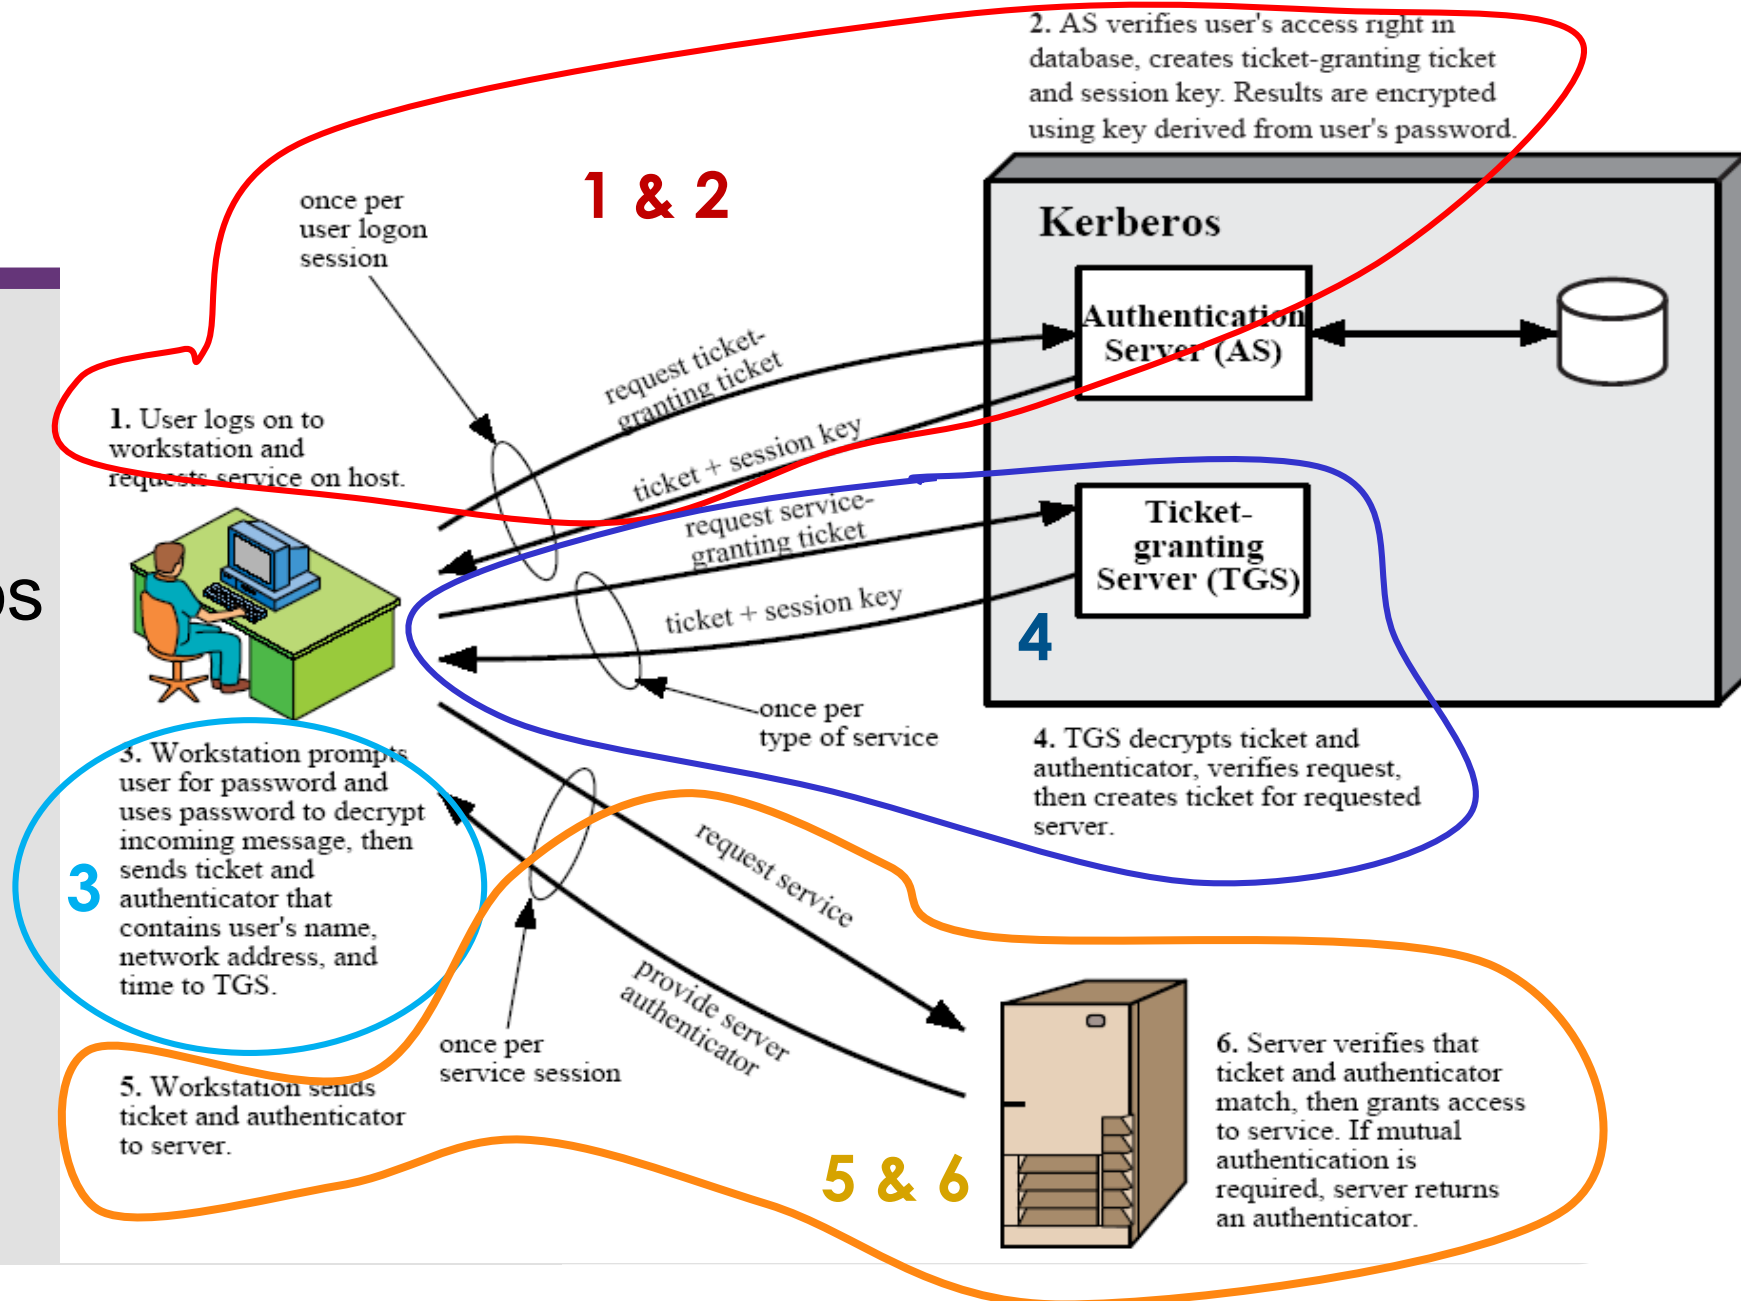 2. AS verifies user's access right in
database, creates ticket-granting ticket
and session key. Results are encrypted
using key derived from user's password.
1 & 2
once per
user logon
session
Kerberos
Authentication
Server (AS)
request ticket-
granting ticket
1. User logs on to
workstation and
requests service on host.
ticket + session key
request service-
granting ticket
Ticket-
granting
Server (TGS)
os
ticket + session key
4
once per
type of service
3. Workstation prompts
user for password and
uses password to decrypt
incoming message, then
sends ticket and
authenticator that
contains user's name,
network address, and
time to TGS.
3
4. TGS decrypts ticket and
authenticator, verifies request,
then creates ticket for requested
server.
request service
provide server
authenticator
once per
service session
5. Workstation sends
ticket and authenticator
to server.
5 & 6
6. Server verifies that
ticket and authenticator
match, then grants access
to service. If mutual
authentication is
required, server returns
an authenticator.